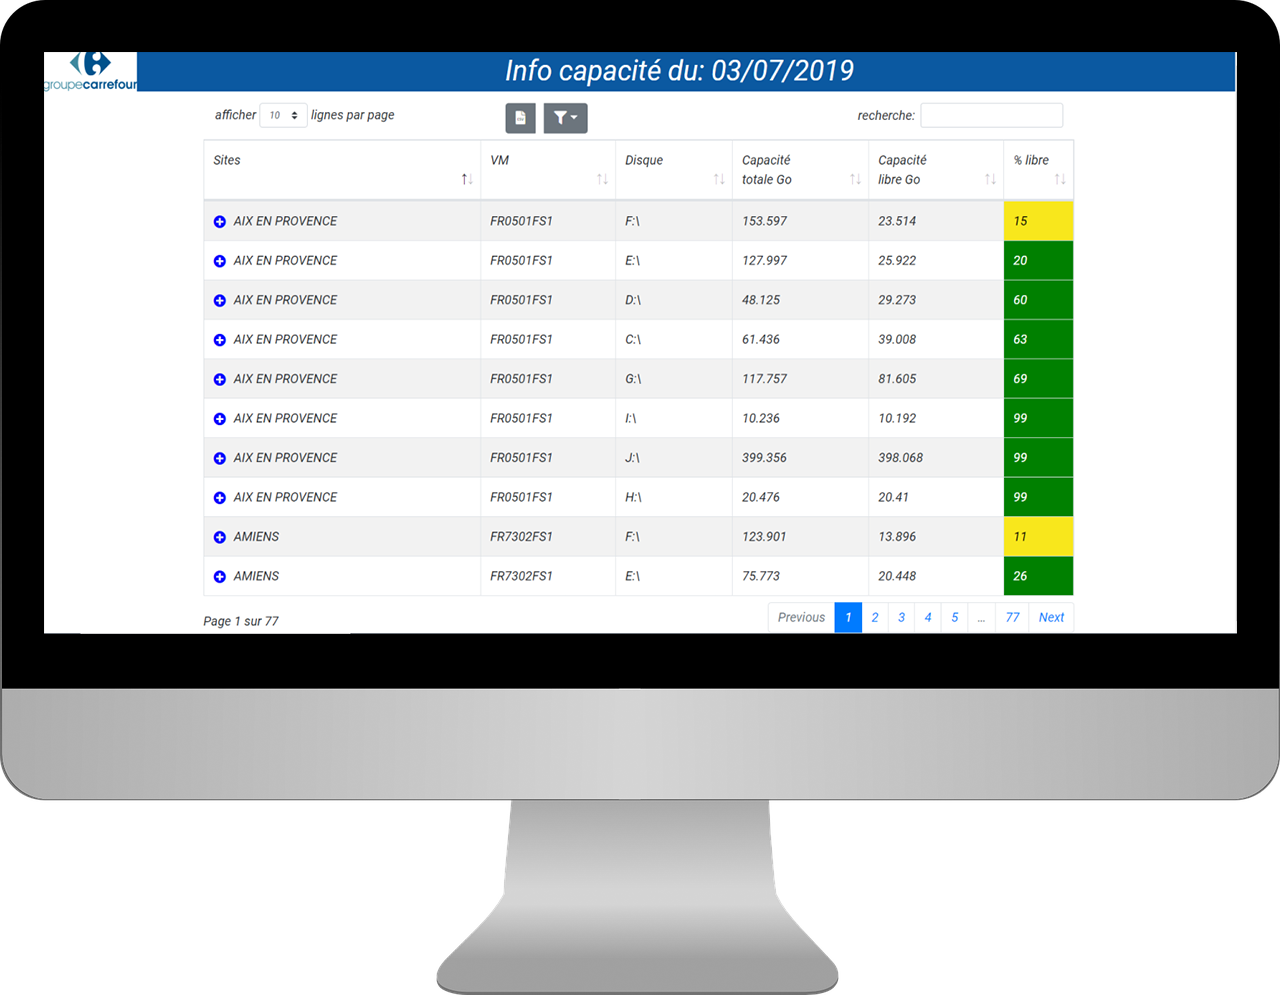 groupecarrefour
Info capacité du: 03/07/2019
afficher 10 lignes par page
recherche:
Sites VM Disque Capacité totale Go Capacité libre Go % libre
AIX EN PROVENCE FR0501FS1 F:\ 153.597 23.514 15
AIX EN PROVENCE FR0501FS1 E:\ 127.997 25.922 20
AIX EN PROVENCE FR0501FS1 D:\ 48.125 29.273 60
AIX EN PROVENCE FR0501FS1 C:\ 61.436 39.008 63
AIX EN PROVENCE FR0501FS1 G:\ 117.757 81.605 69
AIX EN PROVENCE FR0501FS1 I:\ 10.236 10.192 99
AIX EN PROVENCE FR0501FS1 J:\ 399.356 398.068 99
AIX EN PROVENCE FR0501FS1 H:\ 20.476 20.41 99
AMIENS FR7302FS1 F:\ 123.901 13.896 11
AMIENS FR7302FS1 E:\ 75.773 20.448 26
Page 1 sur 77
Previous 1 2 3 4 5 … 77 Next